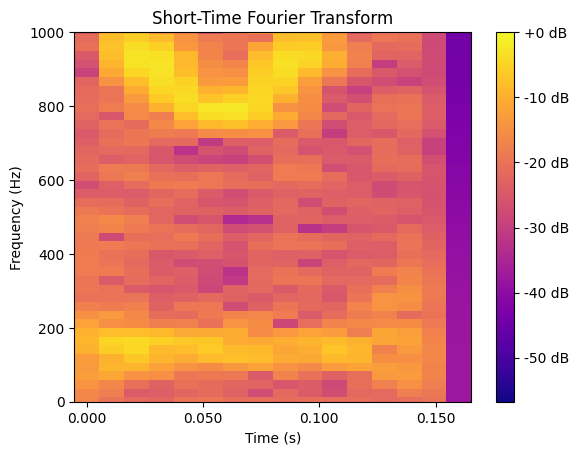 Short-Time Fourier Transform
1000
800
600
400
200
0
Frequency (Hz)
0.000
0.050
0.100
0.150
Time (s)
+0 dB
-10 dB
-20 dB
-30 dB
-40 dB
-50 dB